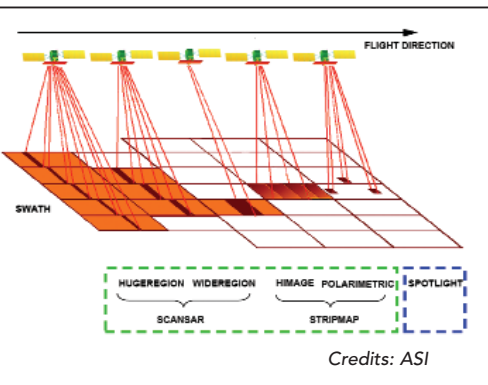 FLIGHT DIRECTION
SWATH
HUGEREGION WIDEREGION HIMAGE POLARIMETRIC SPOTLIGHT
SCANSAR STRIPMAP
Credits: ASI